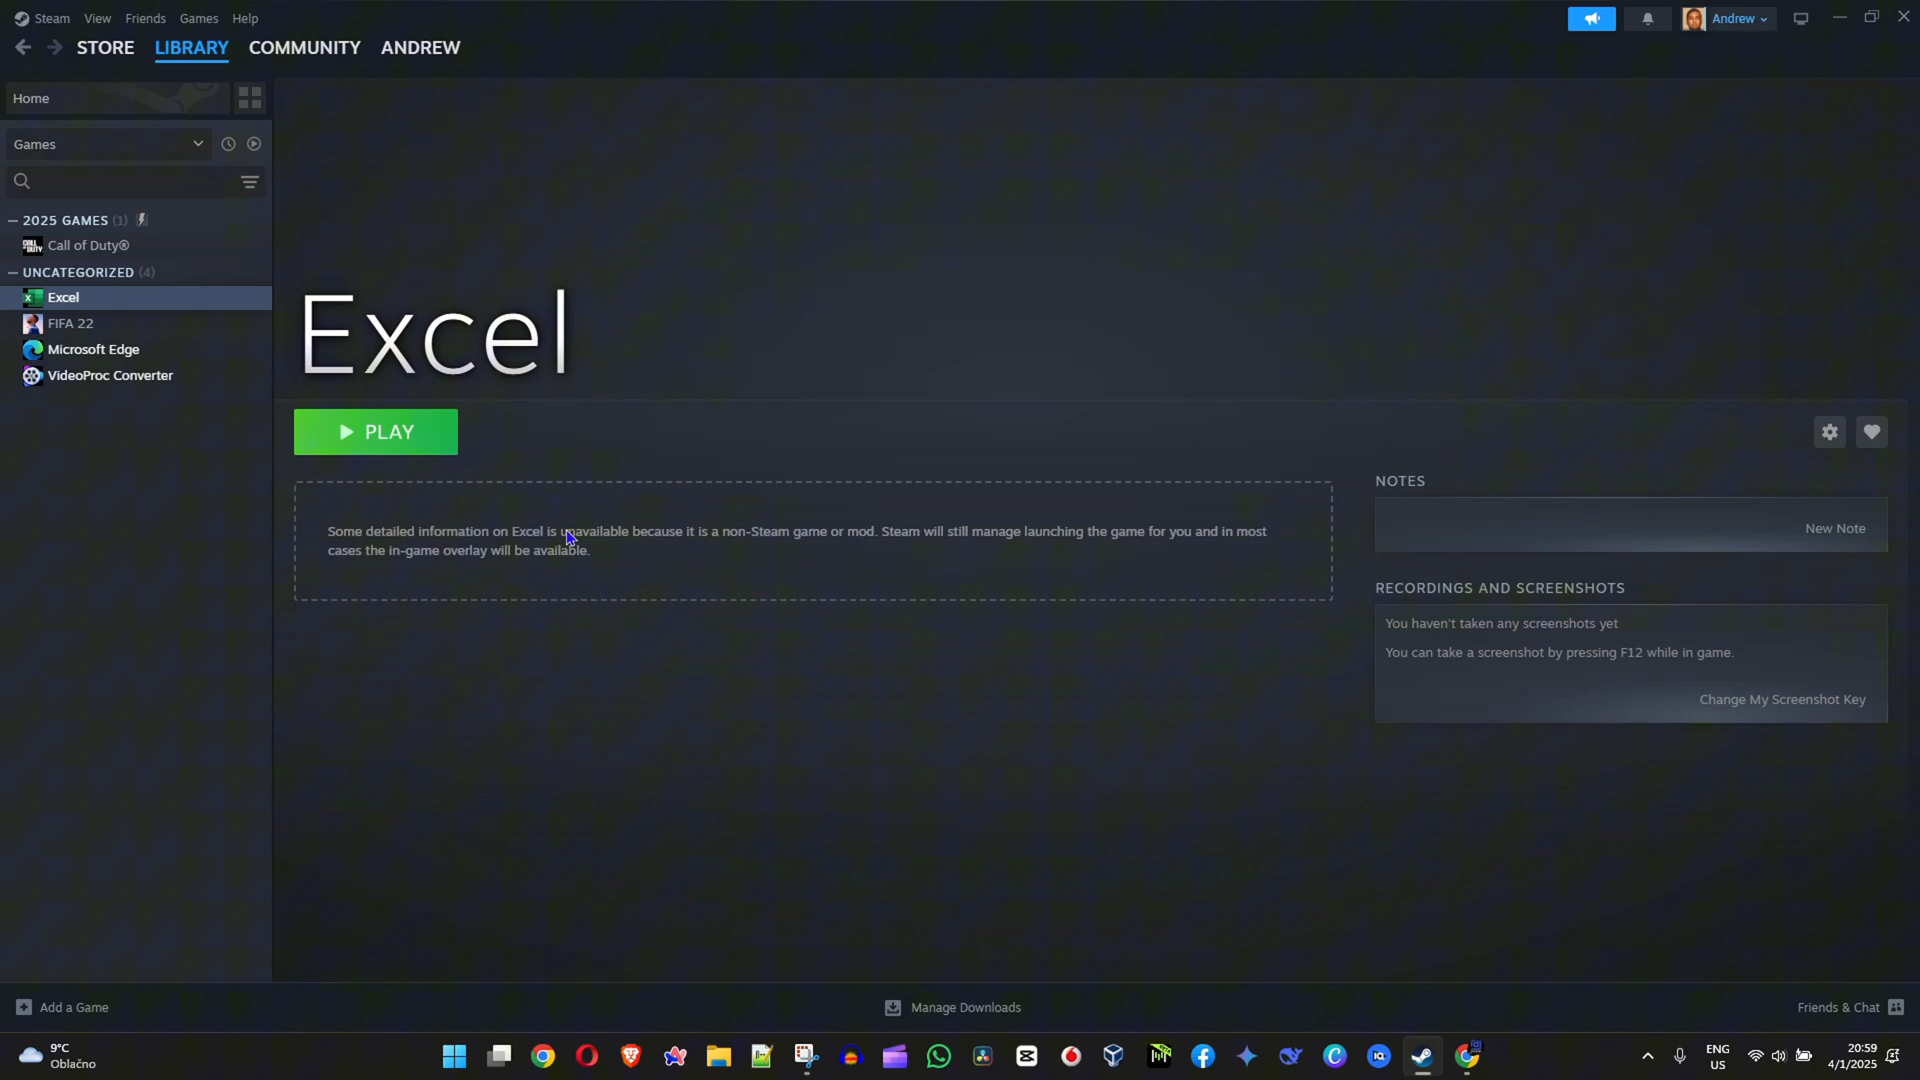 Steam View Friends Games Help
Andrew
STORE LIBRARY COMMUNITY ANDREW
Home
Games
2025 GAMES (1)
Call of Duty®
UNCATEGORIZED (4)
Excel
FIFA 22
Microsoft Edge
VideoProc Converter
Excel
PLAY
Some detailed information on Excel is unavailable because it is a non-Steam game or mod. Steam will still manage launching the game for you and in most
cases the in-game overlay will be available.
NOTES
New Note
RECORDINGS AND SCREENSHOTS
You haven't taken any screenshots yet
You can take a screenshot by pressing F12 while in game.
Change My Screenshot Key
Add a Game
Manage Downloads
Friends & Chat
9°C
Oblačno
ENG
US
20:59
4/1/2025